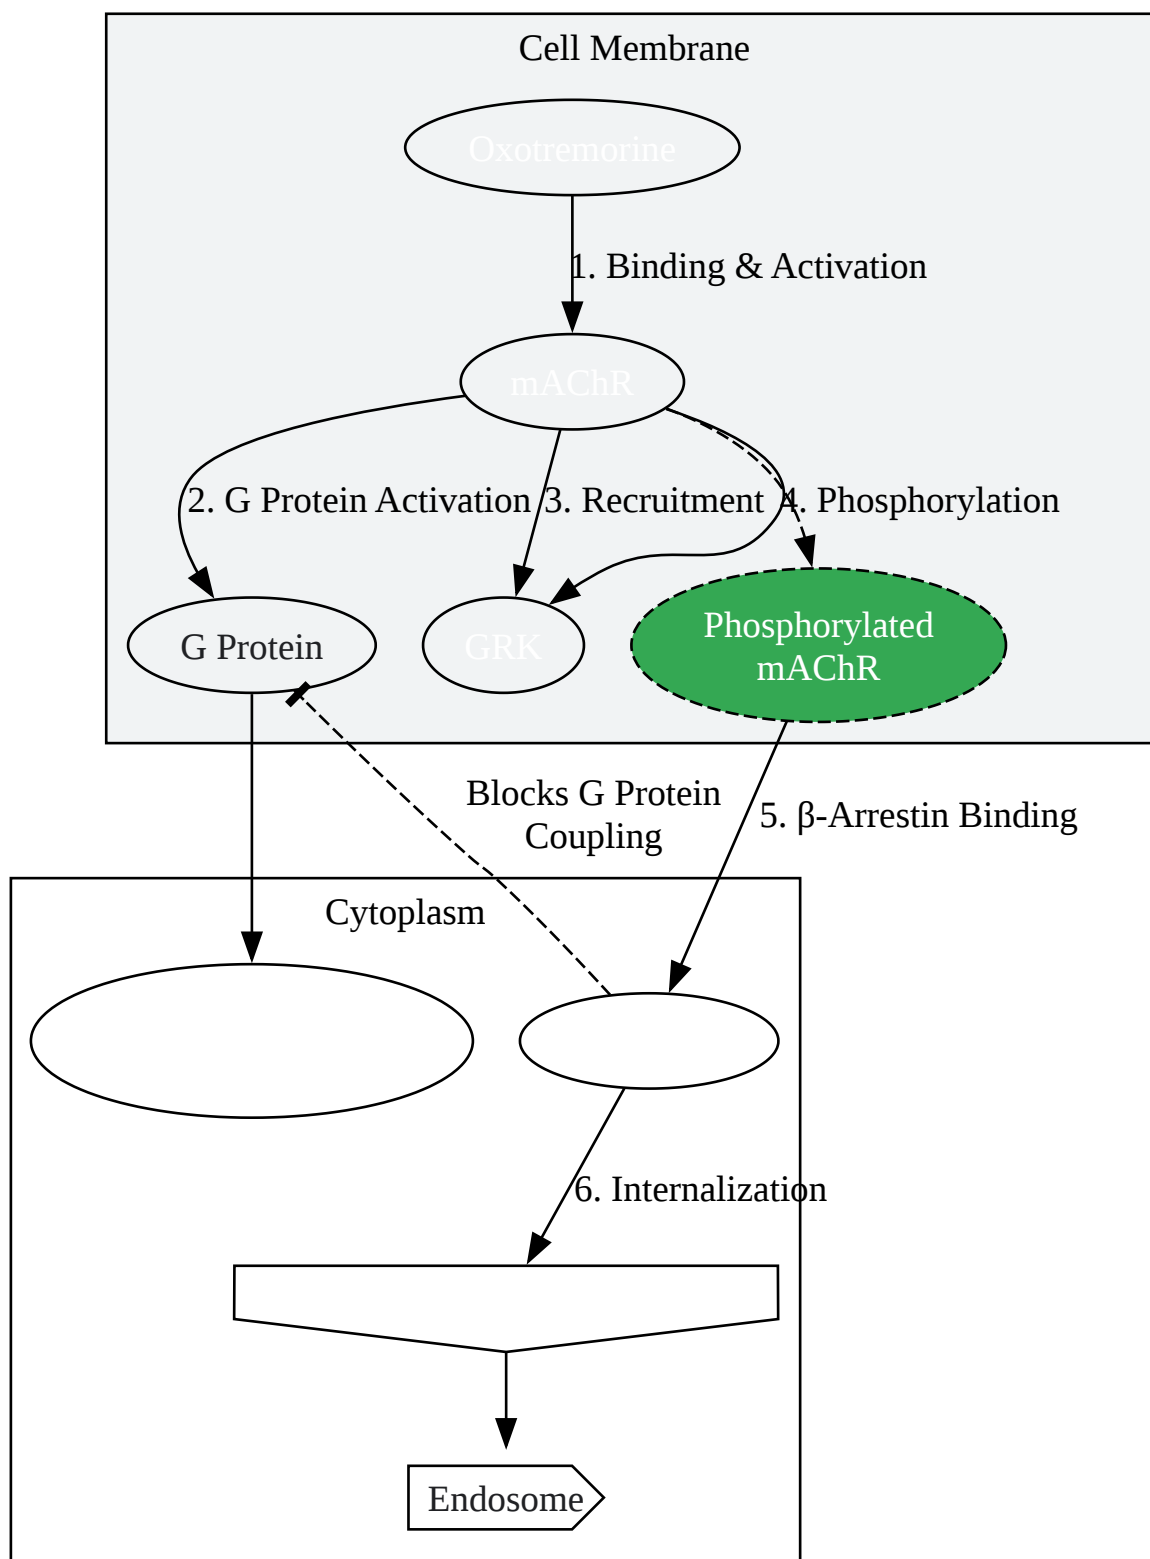 Cell Membrane
Oxotremorine
1. Binding & Activation
mAChR
2. G Protein Activation
3. Recruitment
4. Phosphorylation
G Protein
GRK
Phosphorylated
mAChR
Blocks G Protein
Coupling
5. β-Arrestin Binding
Cytoplasm
6. Internalization
Endosome